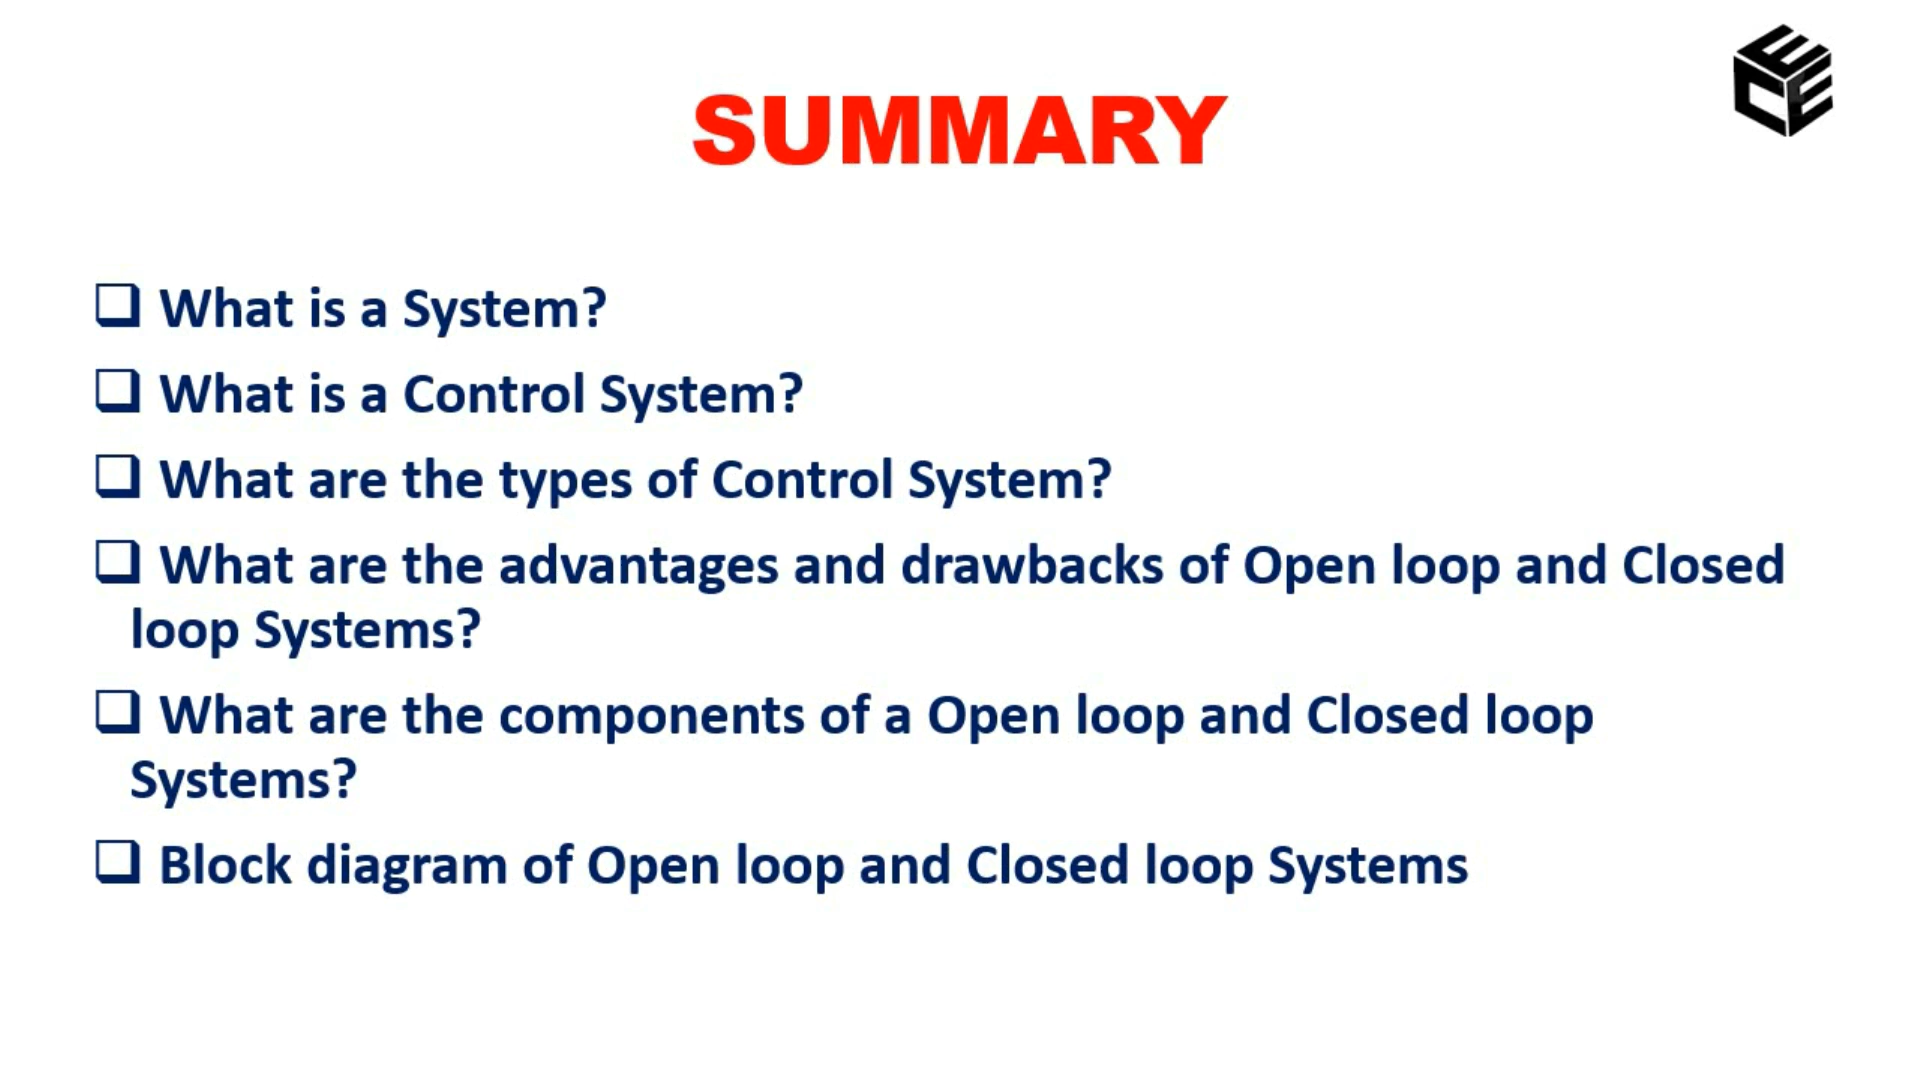 ECE
SUMMARY
❑ What is a System?
❑ What is a Control System?
❑ What are the types of Control System?
❑ What are the advantages and drawbacks of Open loop and Closed
loop Systems?
❑ What are the components of a Open loop and Closed loop
Systems?
❑ Block diagram of Open loop and Closed loop Systems